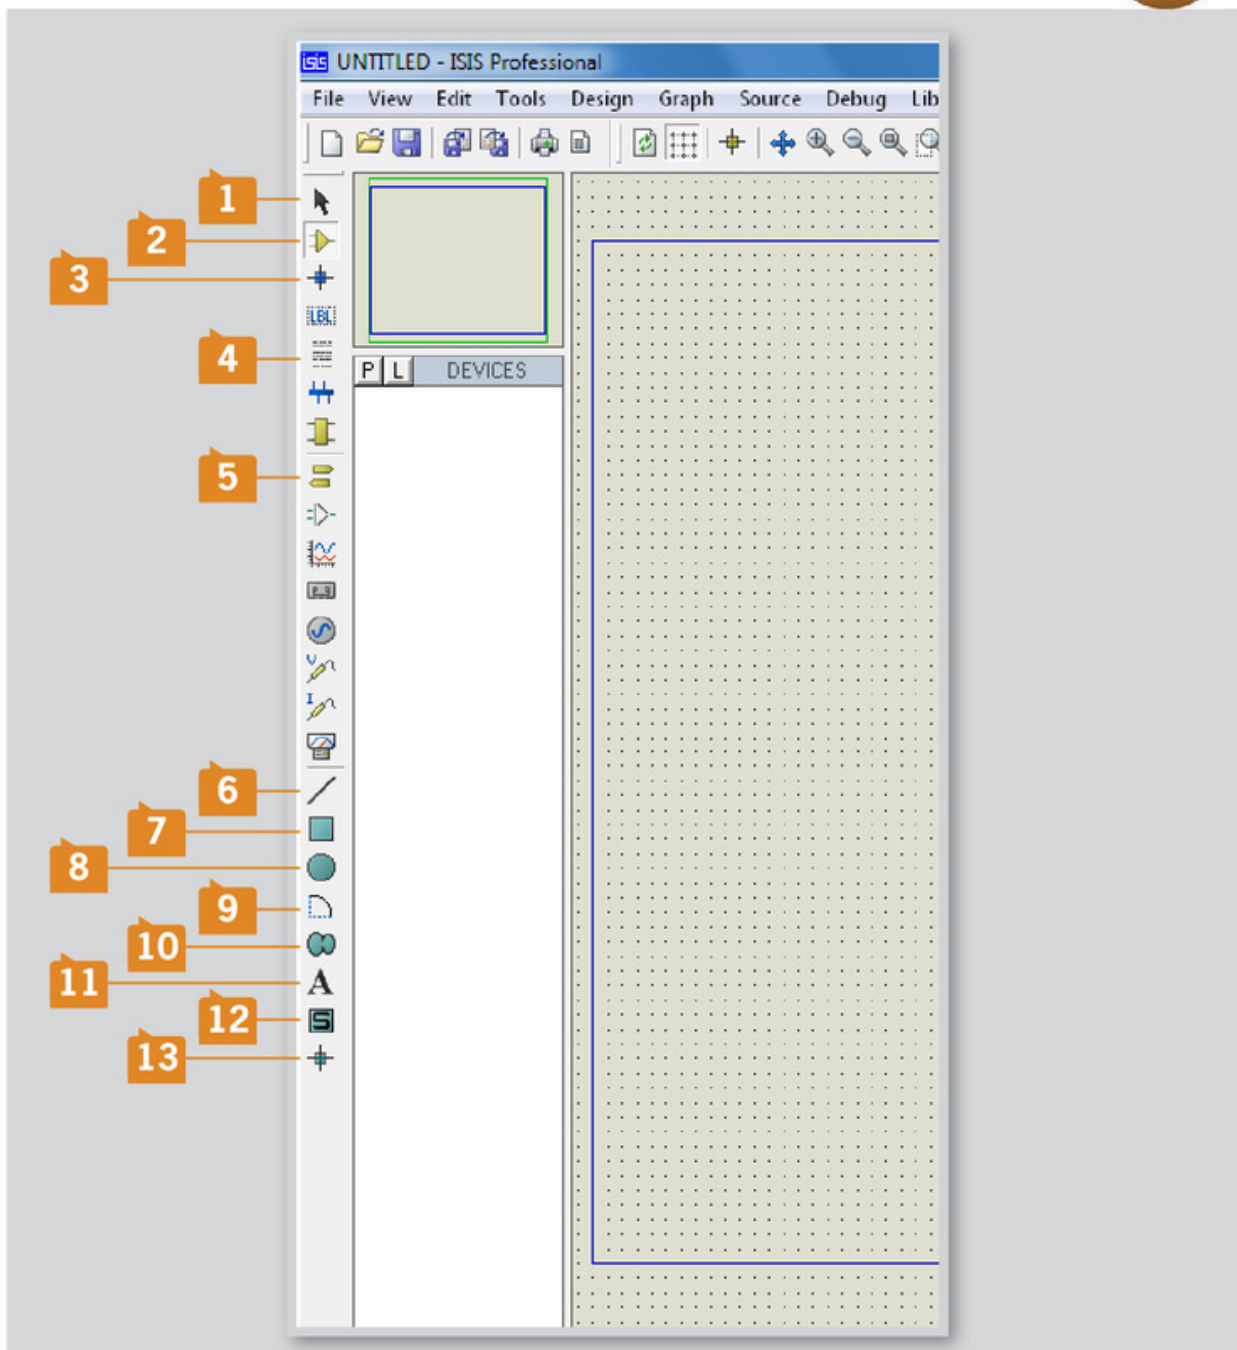 isis UNTITLED - ISIS Professional
File View Edit Tools Design Graph Source Debug Lib
1
2
3
LBL
4
P L DEVICES
5
V
I
6
7
8
9
10
11
A
12
S
13